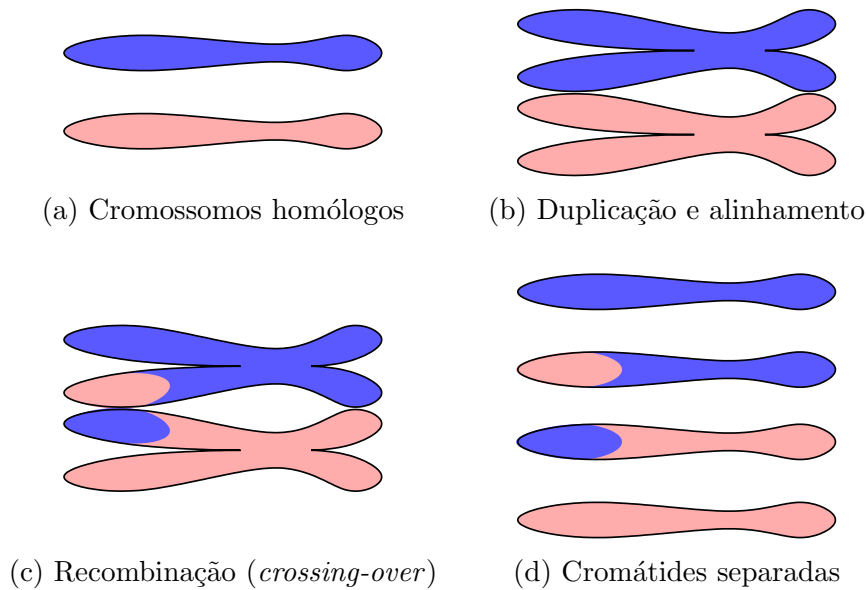 (a) Cromossomos homólogos
(b) Duplicação e alinhamento
(c) Recombinação (crossing-over)
(d) Cromátides separadas